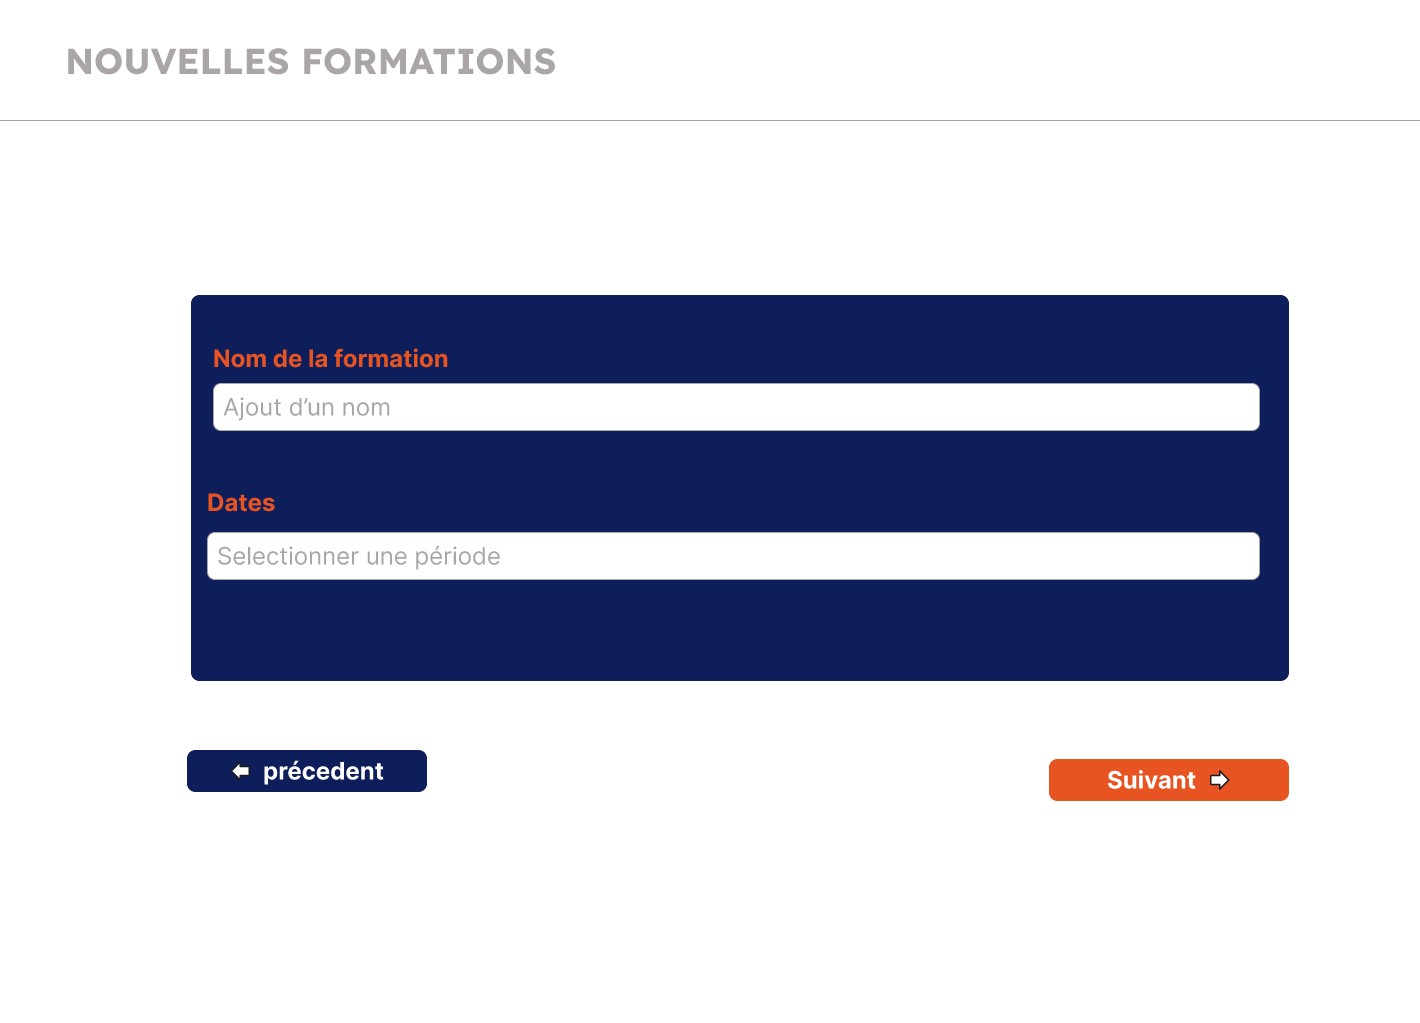 NOUVELLES FORMATIONS
Nom de la formation
Ajout d’un nom
Dates
Selectionner une période
précedent
Suivant